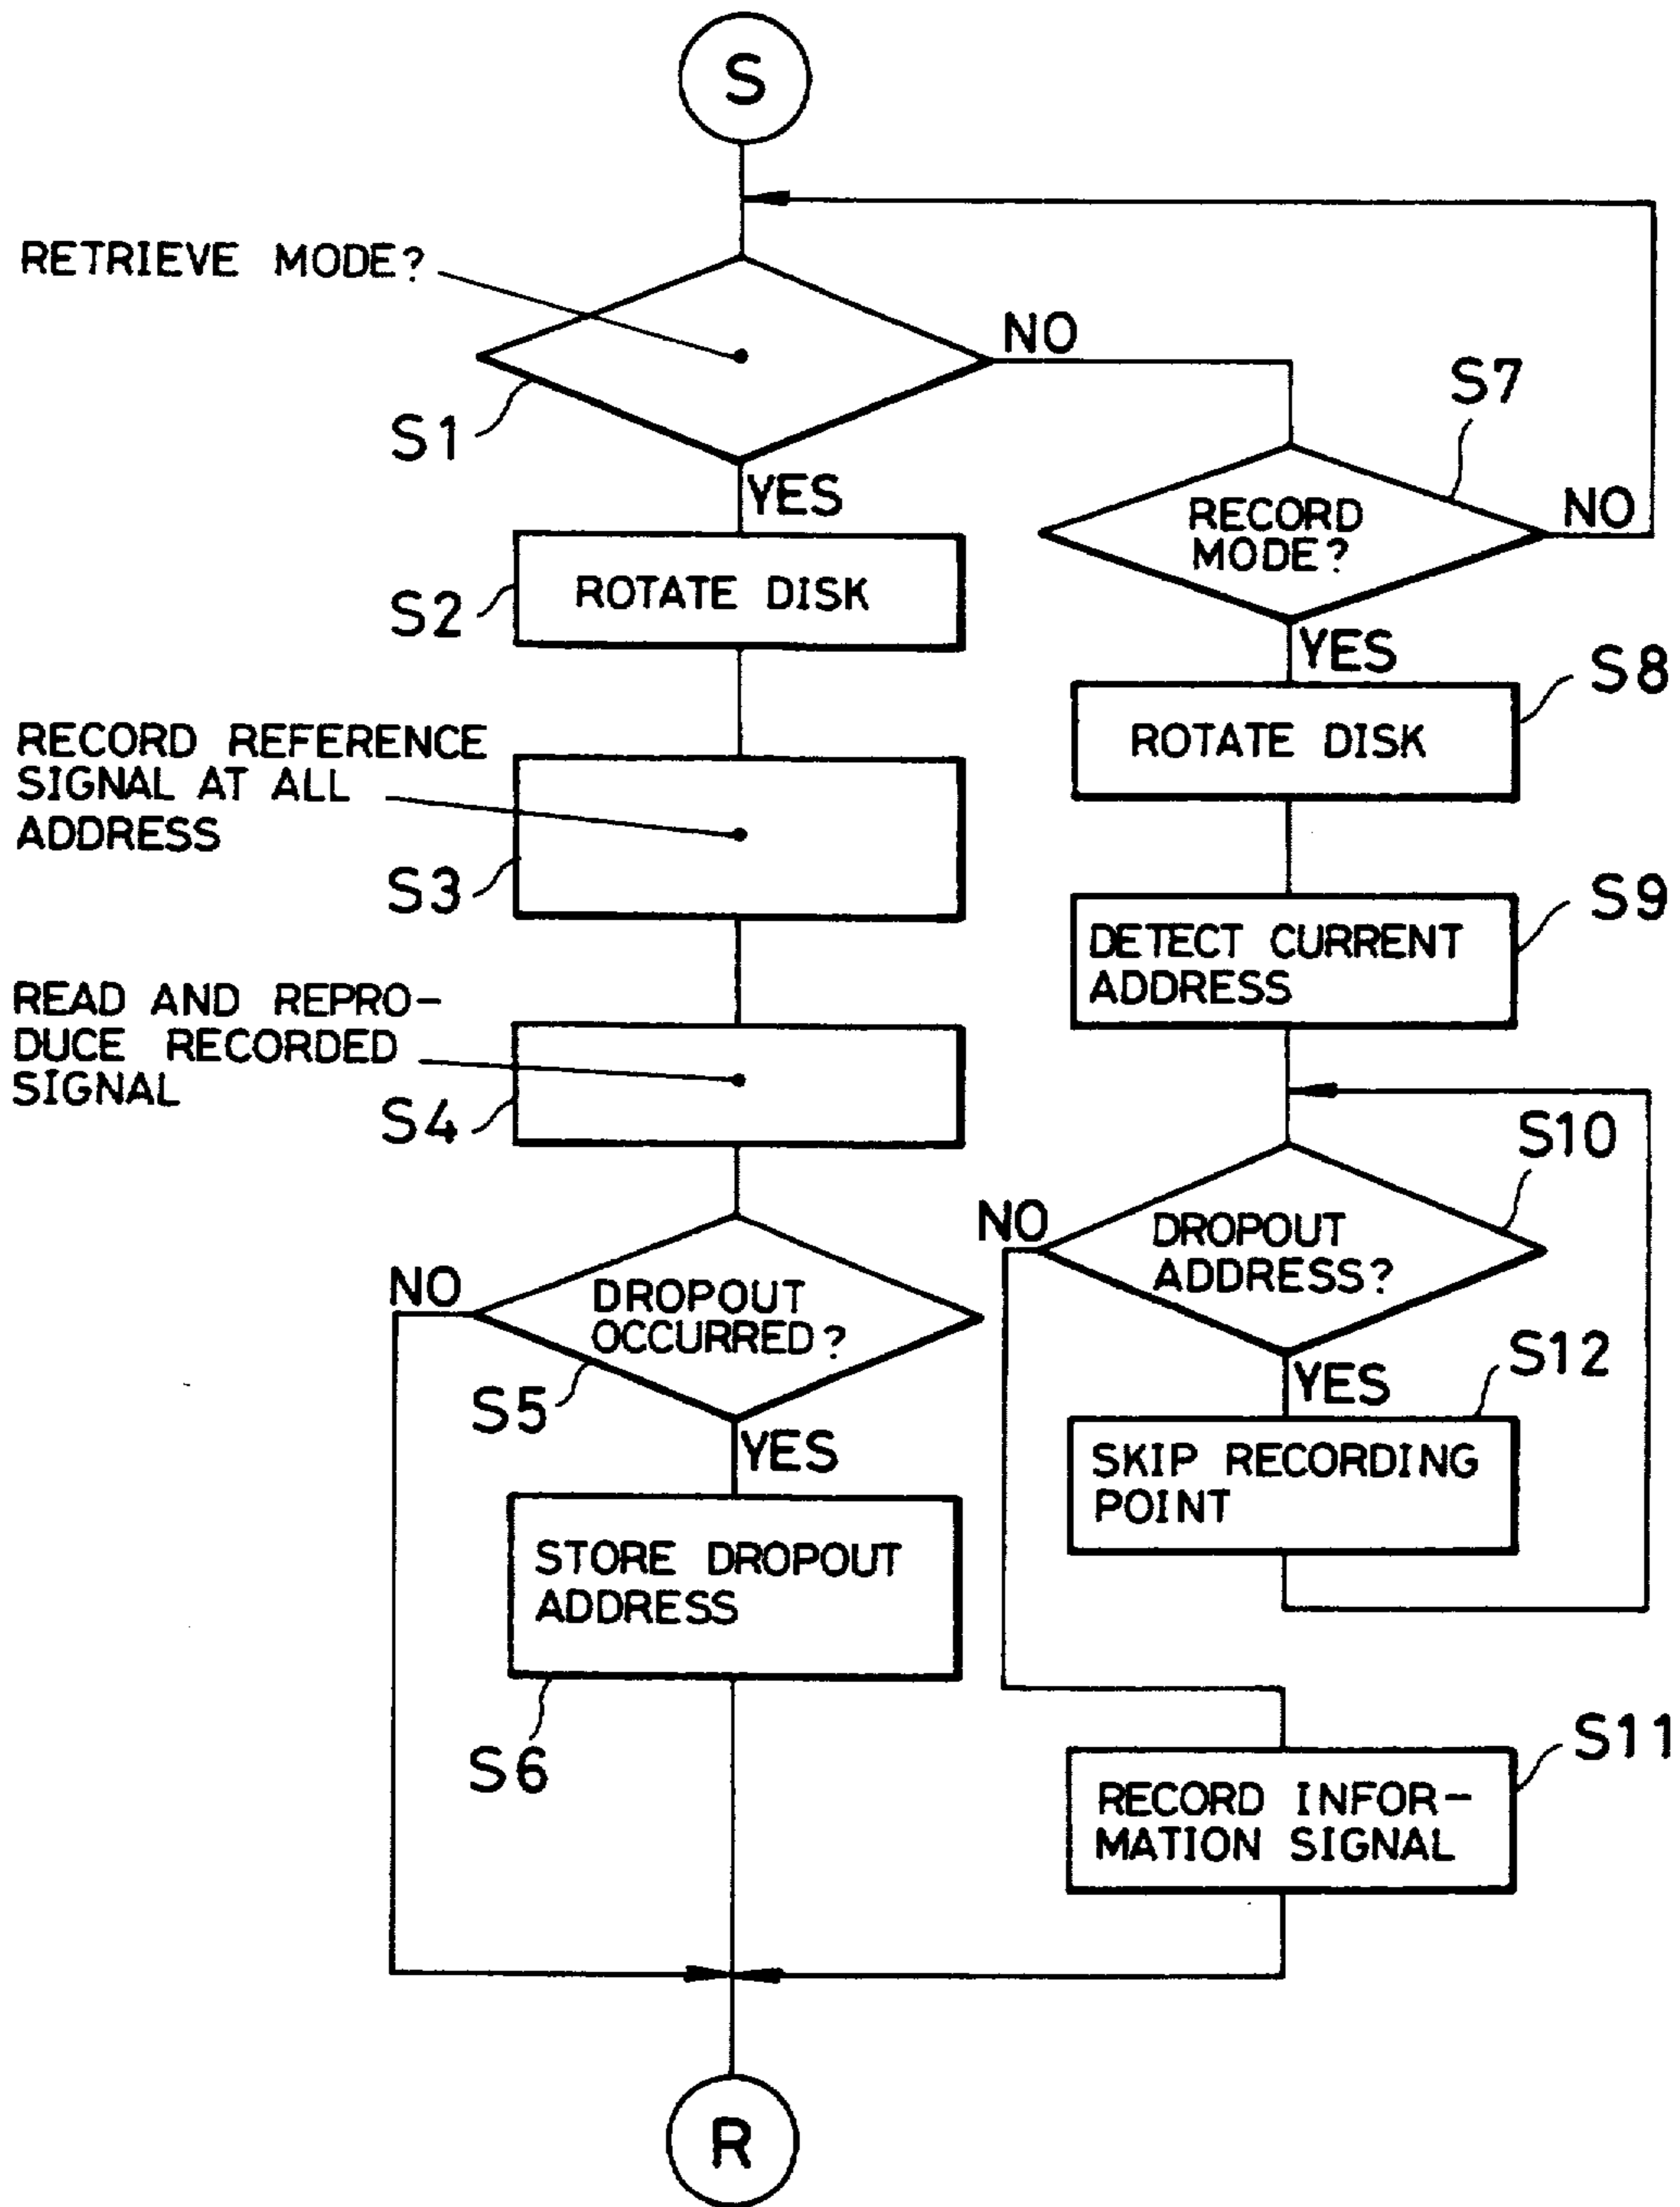 S
RETRIEVE MODE?
NO
S1
S7
YES
RECORD
MODE?
NO
S2
ROTATE DISK
YES
S8
ROTATE DISK
RECORD REFERENCE
SIGNAL AT ALL
ADDRESS
S3
S9
DETECT CURRENT
ADDRESS
READ AND REPRO-
DUCE RECORDED
SIGNAL
S4
S10
NO
DROPOUT
ADDRESS?
NO
DROPOUT
OCCURRED?
S5
S12
YES
YES
SKIP RECORDING
POINT
STORE DROPOUT
ADDRESS
S6
S11
RECORD INFOR-
MATION SIGNAL
R